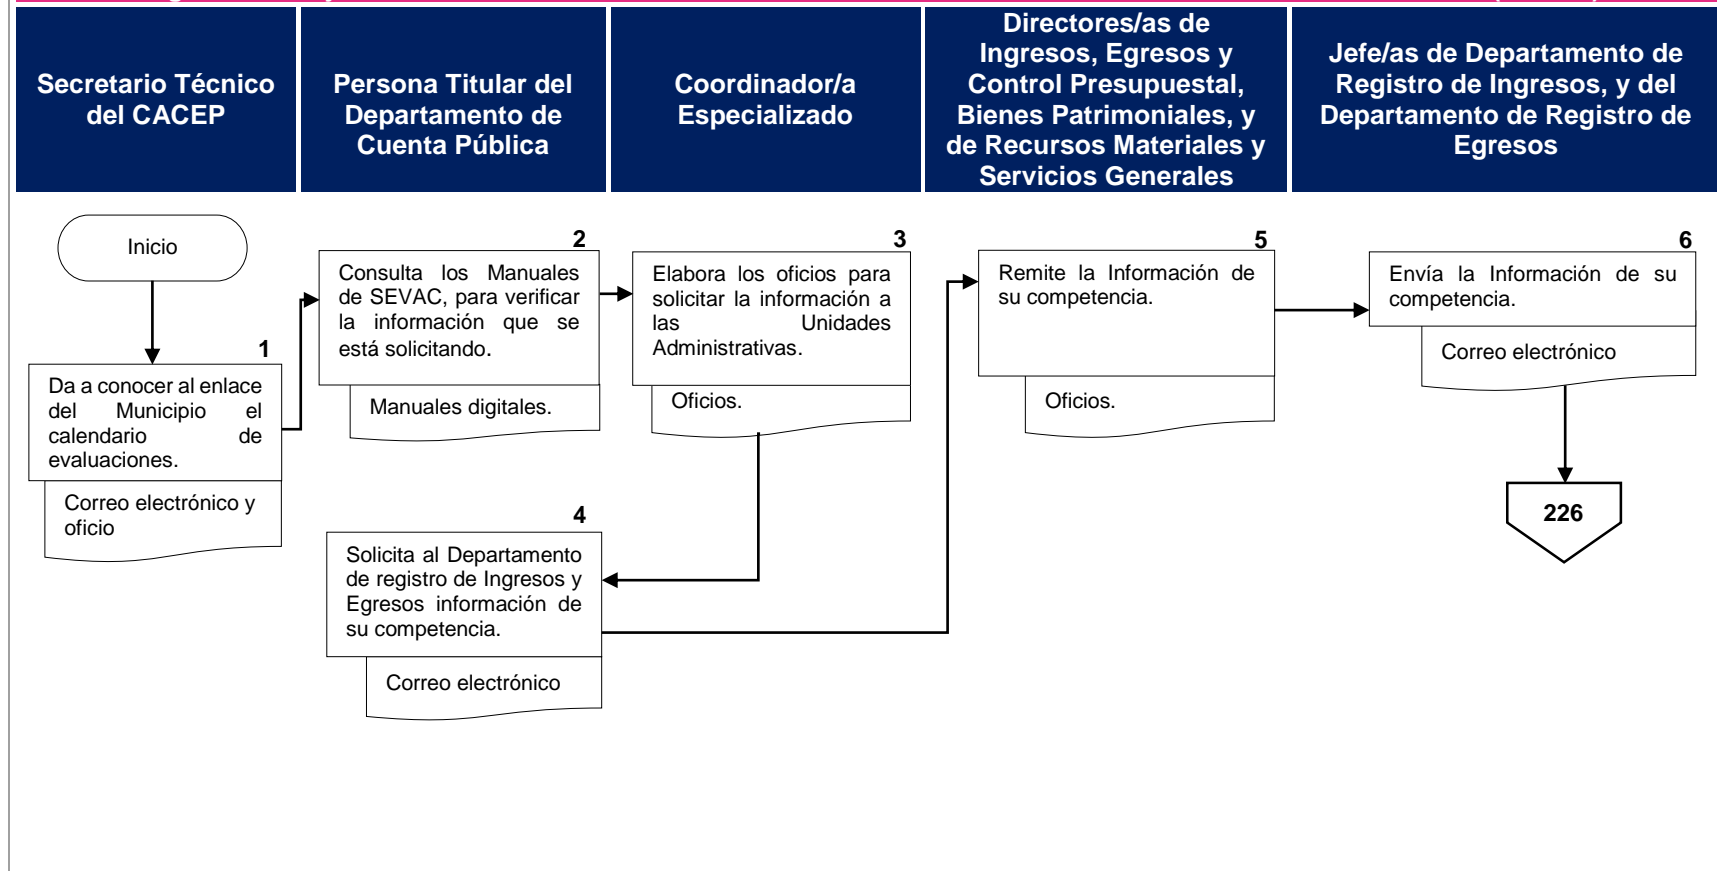 Secretario Técnico
del CACEP
Persona Titular del
Departamento de
Cuenta Pública
Coordinador/a
Especializado
Directores/as de
Ingresos, Egresos y
Control Presupuestal,
Bienes Patrimoniales, y
de Recursos Materiales y
Servicios Generales
Jefe/as de Departamento de
Registro de Ingresos, y del
Departamento de Registro de
Egresos
Inicio
1
Da a conocer al enlace
del Municipio el
calendario de
evaluaciones.
Correo electrónico y
oficio
2
Consulta los Manuales
de SEVAC, para verificar
la información que se
está solicitando.
Manuales digitales.
3
Elabora los oficios para
solicitar la información a
las Unidades
Administrativas.
Oficios.
4
Solicita al Departamento
de registro de Ingresos y
Egresos información de
su competencia.
Correo electrónico
5
Remite la Información de
su competencia.
Oficios.
6
Envía la Información de su
competencia.
Correo electrónico
226